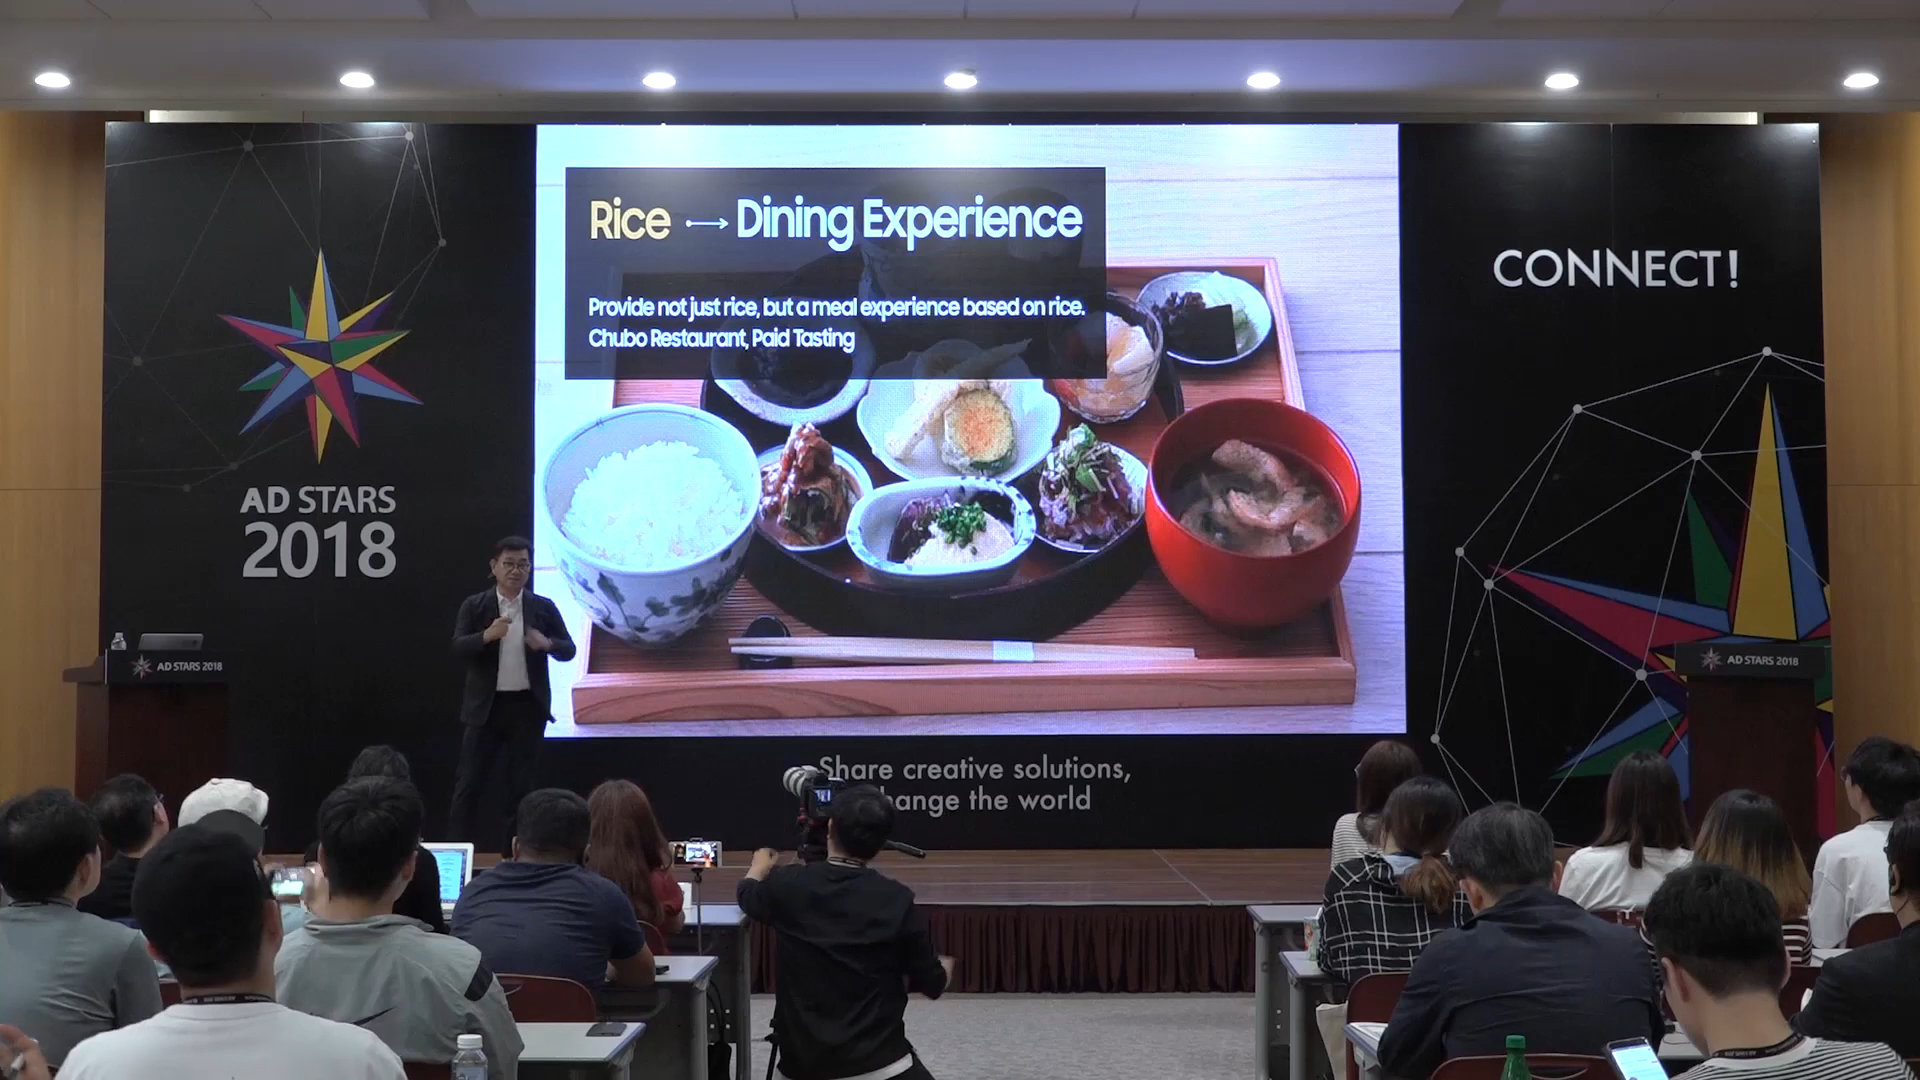 Rice → Dining Experience
Provide not just rice, but a meal experience based on rice.
Chubo Restaurant, Paid Tasting
AD STARS
2018
CONNECT!
AD STARS 2018
AD STARS 2018
Share creative solutions,
hange the world